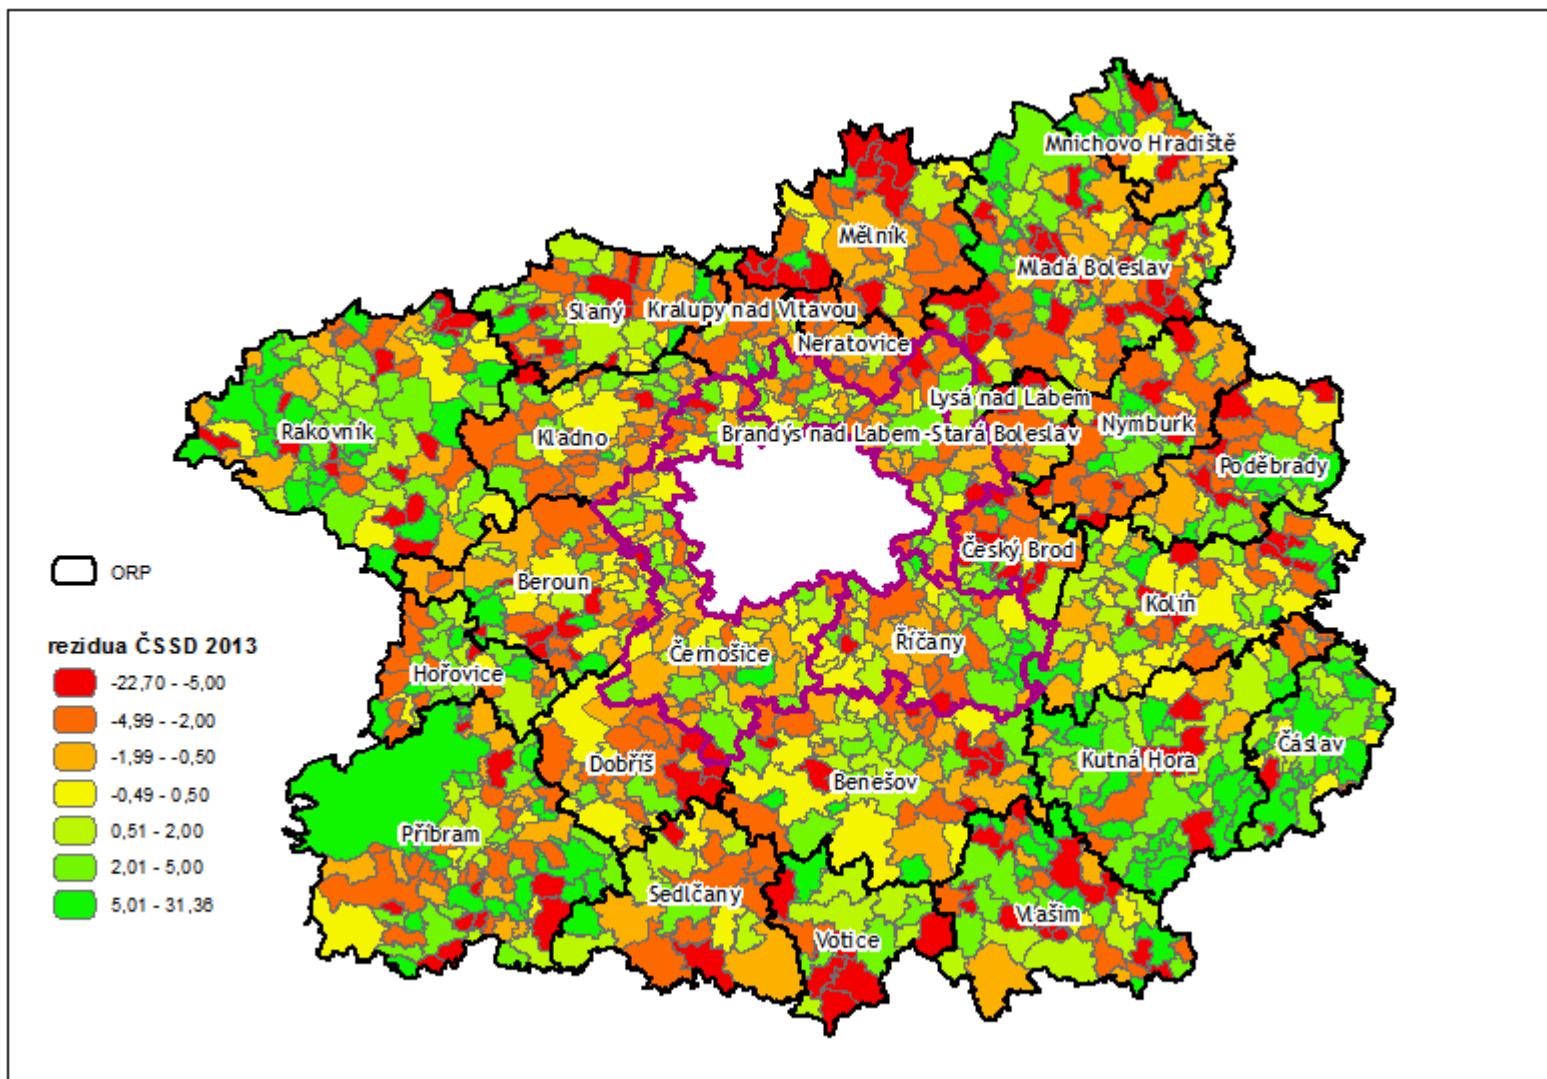 Mnichovo Hradiště
Mělník
Mladá Boleslav
Slaný
Kralupy nad Vltavou
Neratovice
Lysá nad Labem
Rakovník
Kladno
Brandýs nad Labem-Stará Boleslav
Nymburk
Poděbrady
Český Brod
ORP
Beroun
Kolín
rezidua ČSSD 2013
Černošice
Říčany
Hořovice
-22,70 - -5,00
-4,99 - -2,00
-1,99 - -0,50
-0,49 - 0,50
0,51 - 2,00
2,01 - 5,00
5,01 - 31,36
Dobříš
Benešov
Kutná Hora
Čáslav
Příbram
Sedlčany
Votice
Vlašim